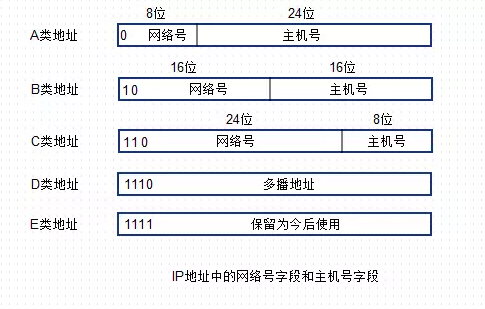 8位 24位
A类地址 0 网络号 主机号
16位 16位
B类地址 10 网络号 主机号
24位 8位
C类地址 110 网络号 主机号
D类地址 1110 多播地址
E类地址 1111 保留为今后使用
IP地址中的网络号字段和主机号字段